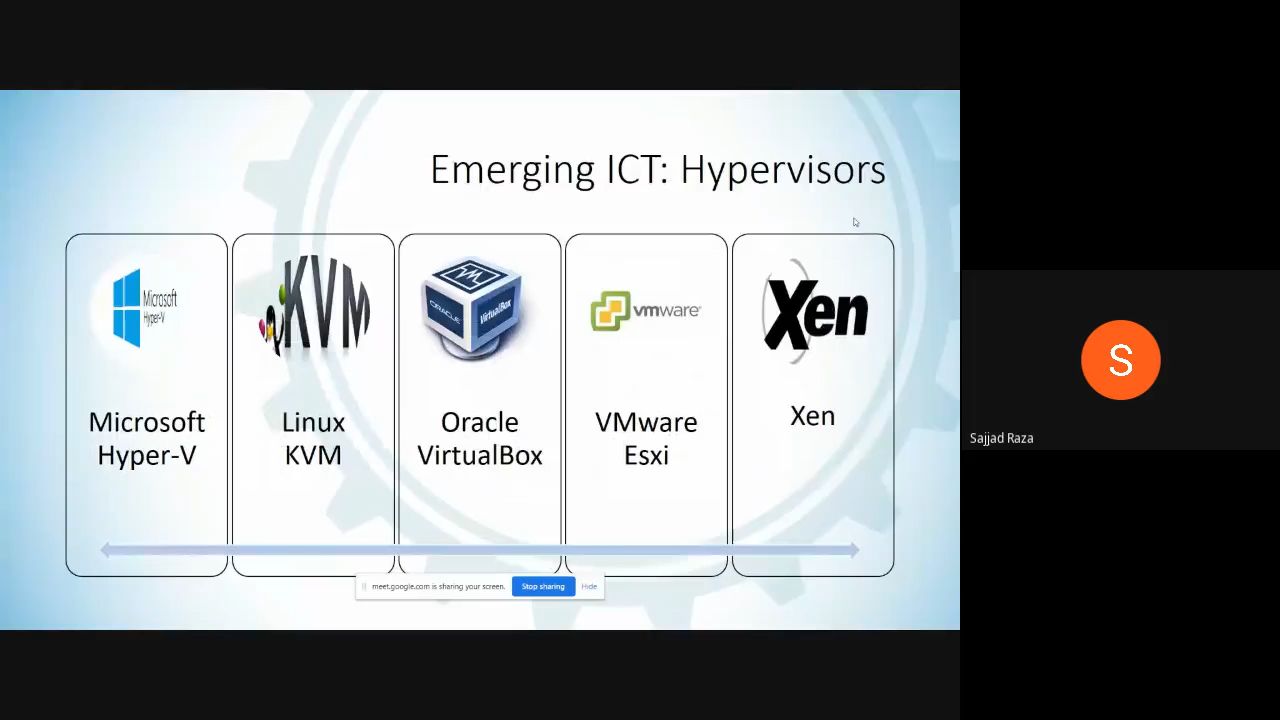 Emerging ICT: Hypervisors
Microsoft
Hyper-V
KVM
ORACLE
VirtualBox
vmware
Xen
Microsoft
Hyper-V
Linux
KVM
Oracle
VirtualBox
VMware
Esxi
Xen
meet.google.com is sharing your screen.
Stop sharing
Hide
S
Sajjad Raza